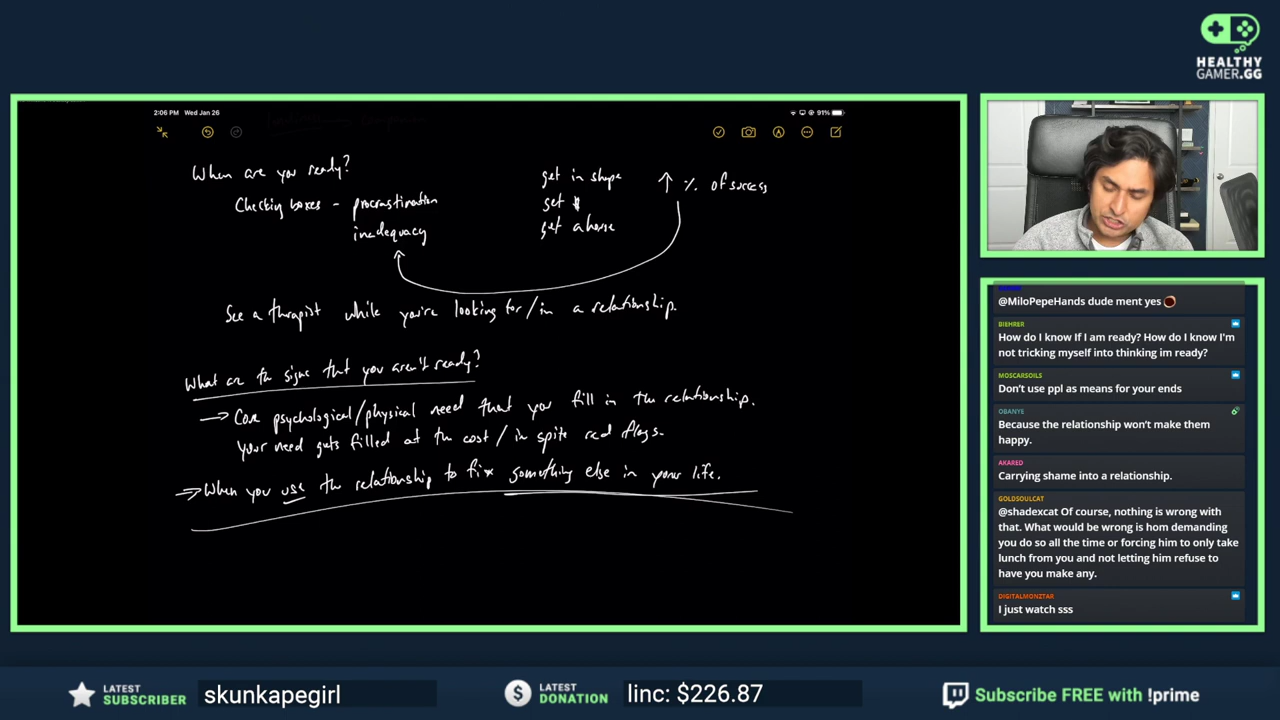 HEALTHY
GAMER.GG
2:06 PM Wed Jan 26
91%
When are you ready?
Checking boxes - procrastination
inadequacy
get in shape
get $
get a horse
↑ % of success
See a therapist while you're looking for / in a relationship.
What are the signs that you aren't ready?
→ Core psychological/physical need that you fill in the relationship.
Your need gets filled at the cost / in spite red flags.
→ When you use the relationship to fix something else in your life.
@MiloPepeHands dude ment yes
BIEHRER
How do I know If I am ready? How do I know I'm
not tricking myself into thinking im ready?
MOSCARSOILS
Don't use ppl as means for your ends
OBANYE
Because the relationship won't make them
happy.
AKARED
Carrying shame into a relationship.
GOLDSOULCAT
@shadexcat Of course, nothing is wrong with
that. What would be wrong is hom demanding
you do so all the time or forcing him to only take
lunch from you and not letting him refuse to
have you make any.
DIGITALMONZTAR
I just watch sss
LATEST SUBSCRIBER skunkapegirl
LATEST DONATION linc: $226.87
Subscribe FREE with !prime